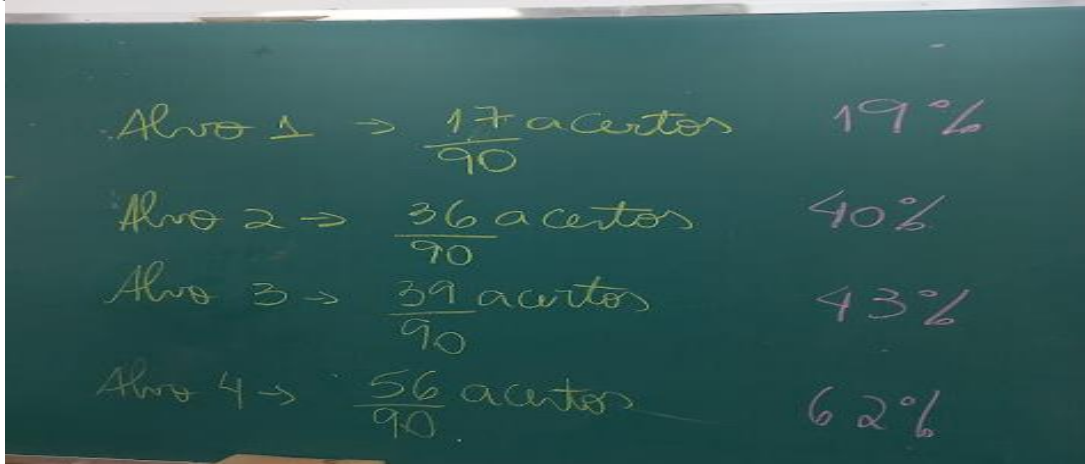 Alvo 1 → 17/90 acertos 19%
Alvo 2 → 36/90 acertos 40%
Alvo 3 → 39/90 acertos 43%
Alvo 4 → 56/90 acertos 62%